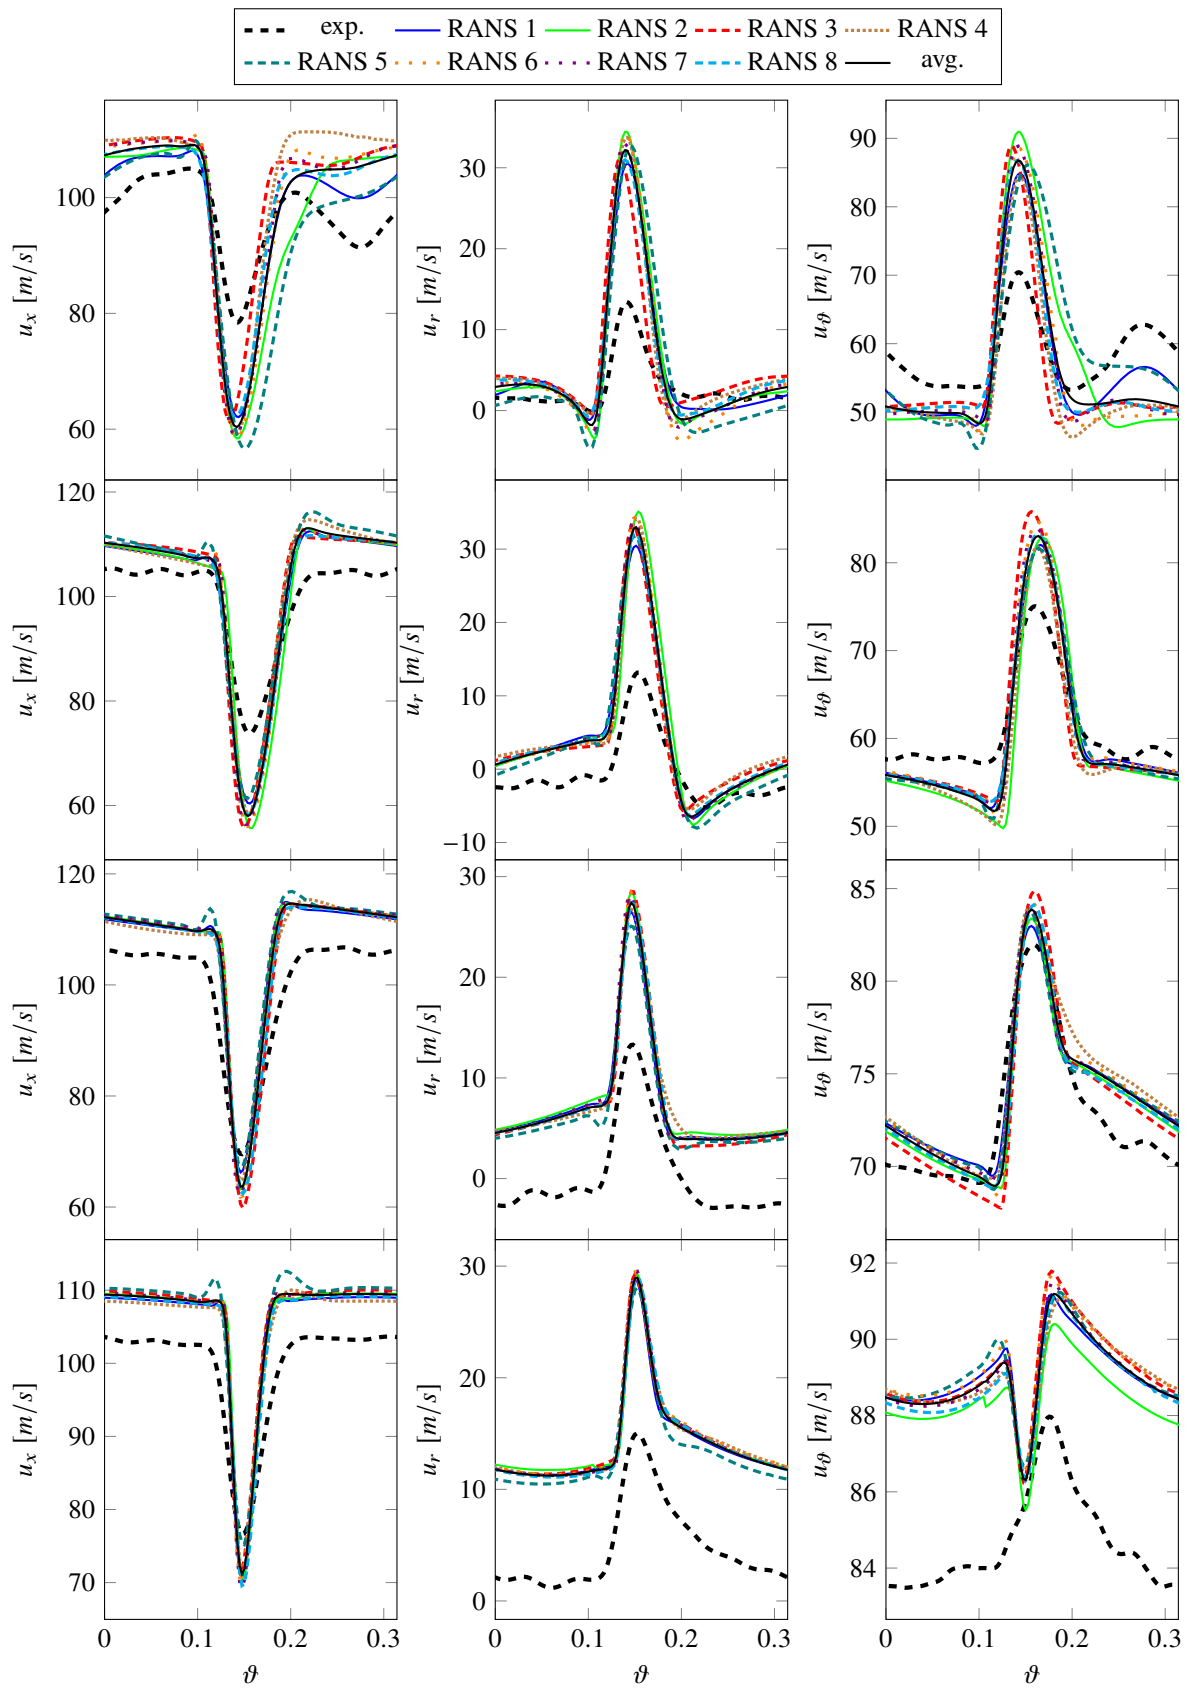 exp. RANS 1 RANS 2 RANS 3 RANS 4
RANS 5 RANS 6 RANS 7 RANS 8 avg.
60
80
100
u_x [m/s]
0
10
20
30
u_r [m/s]
50
60
70
80
90
u_ϑ [m/s]
60
80
100
120
u_x [m/s]
−10
0
10
20
30
u_r [m/s]
50
60
70
80
u_ϑ [m/s]
60
80
100
120
u_x [m/s]
0
10
20
30
u_r [m/s]
70
75
80
85
u_ϑ [m/s]
0 0.1 0.2 0.3
70
80
90
100
110
ϑ
u_x [m/s]
0 0.1 0.2 0.3
0
10
20
30
ϑ
u_r [m/s]
0 0.1 0.2 0.3
84
86
88
90
92
ϑ
u_ϑ [m/s]